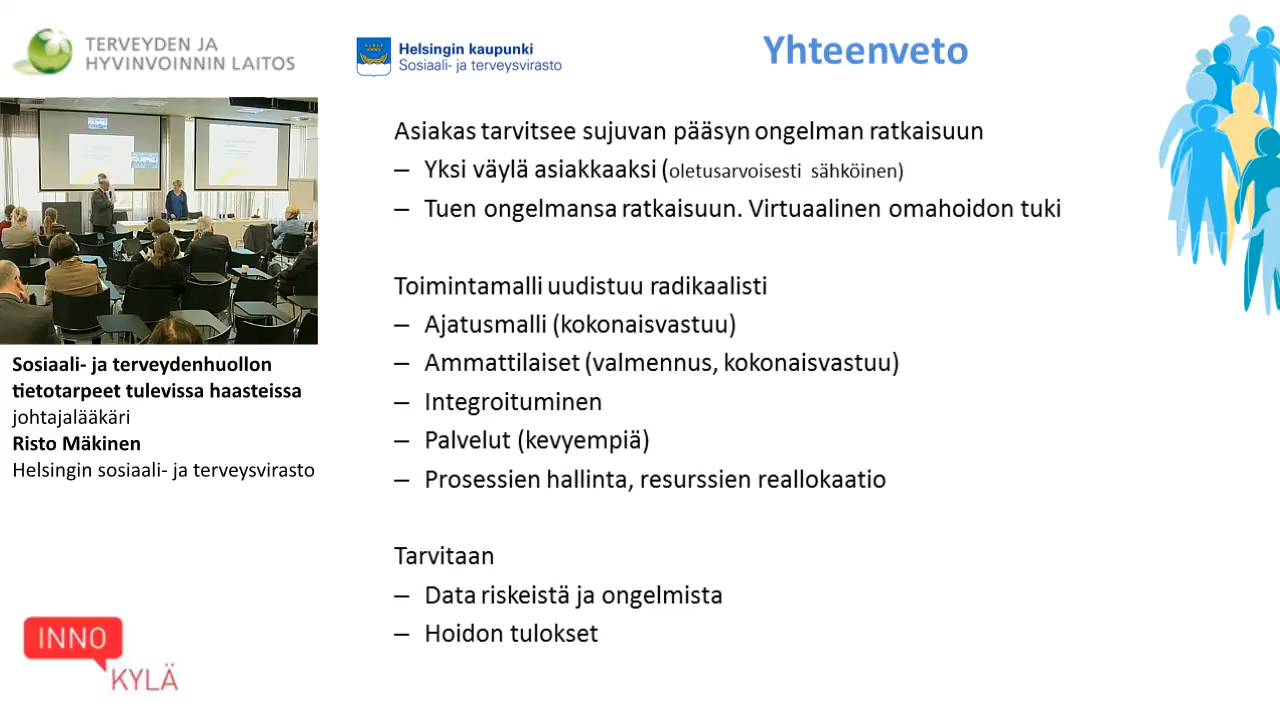 TERVEYDEN JA
HYVINVOINNIN LAITOS
Helsingin kaupunki
Sosiaali- ja terveysvirasto
Yhteenveto
Sosiaali- ja terveydenhuollon
tietotarpeet tulevissa haasteissa
johtajalääkäri
Risto Mäkinen
Helsingin sosiaali- ja terveysvirasto
INNO
KYLÄ
Asiakas tarvitsee sujuvan pääsyn ongelman ratkaisuun
– Yksi väylä asiakkaaksi (oletusarvoisesti sähköinen)
– Tuen ongelmansa ratkaisuun. Virtuaalinen omahoidon tuki
Toimintamalli uudistuu radikaalisti
– Ajatusmalli (kokonaisvastuu)
– Ammattilaiset (valmennus, kokonaisvastuu)
– Integroituminen
– Palvelut (kevyempiä)
– Prosessien hallinta, resurssien reallokaatio
Tarvitaan
– Data riskeistä ja ongelmista
– Hoidon tulokset